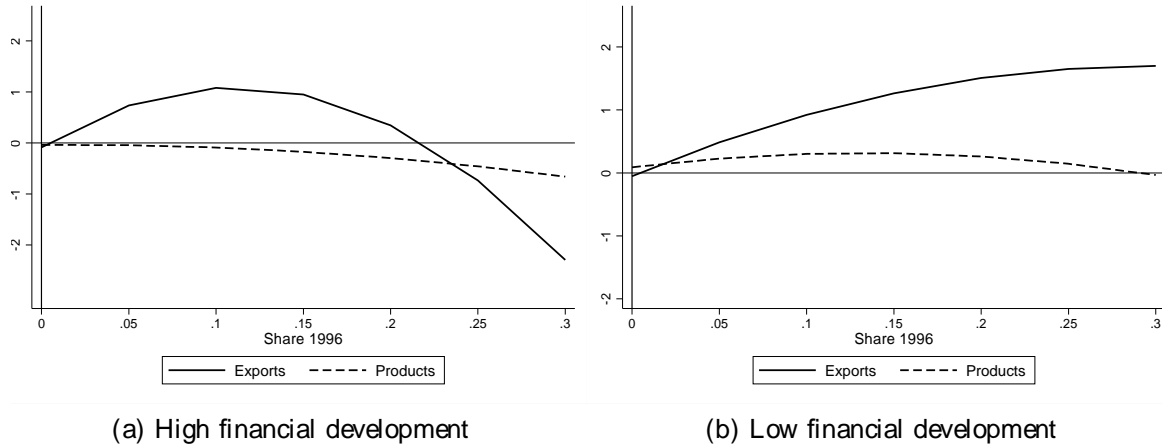 2
1
0
-1
-2
0 .05 .1 .15 .2 .25 .3
Share 1996
Exports Products
(a) High financial development
2
1
0
-1
-2
0 .05 .1 .15 .2 .25 .3
Share 1996
Exports Products
(b) Low financial development